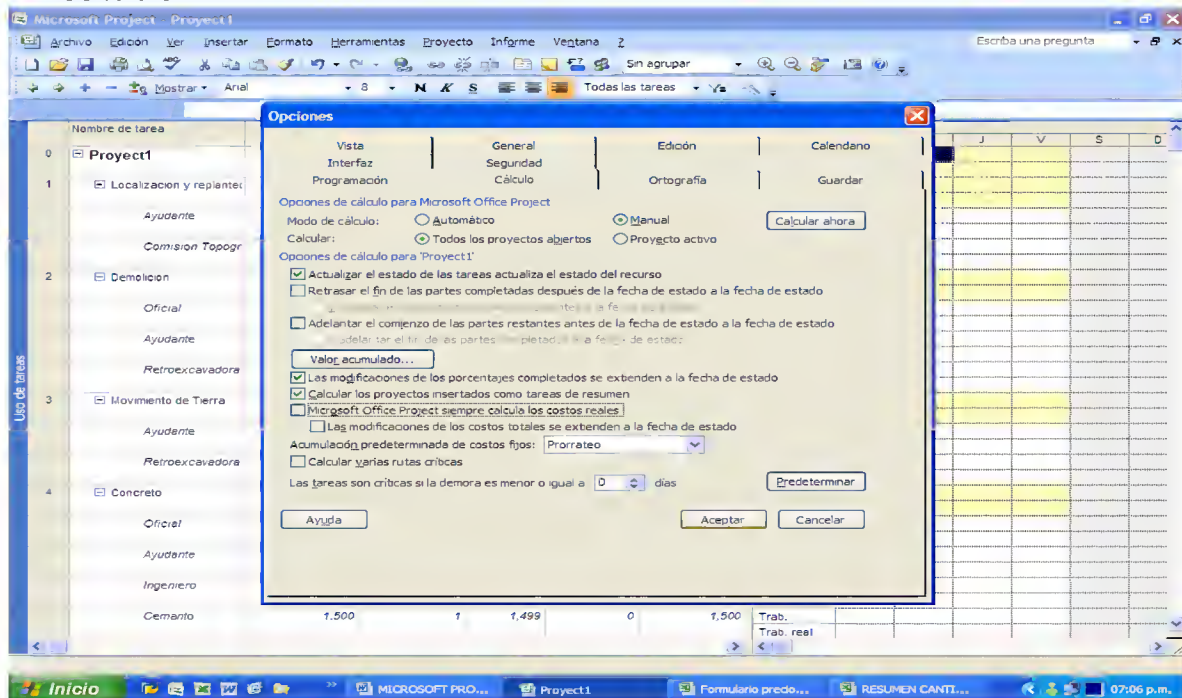 Microsoft Project - Proyect1
Archivo Edición Ver Insertar Formato Herramientas Proyecto Informe Ventana ? Escriba una pregunta
Sin agrupar
Mostrar Arial 8 N K S Todas las tareas
Opciones
Nombre de tarea
Vista General Edición Calendario
Interfaz Seguridad
Programación Cálculo Ortografía Guardar
J V S D
0 Proyect1
1 Localizacion y replanteo
Ayudante
Comision Topogr
2 Demolicion
Oficial
Ayudante
Retroexcavadora
3 Movimiento de Tierra
Ayudante
Retroexcavadora
4 Concreto
Oficial
Ayudante
Ingeniero
Cemanto 1,500 1 1,499 0 1,500 Trab.
Trab. real
Uso de tareas
Opciones de cálculo para Microsoft Office Project
Modo de cálculo: Automático Manual Calcular ahora
Calcular: Todos los proyectos abiertos Proyecto activo
Opciones de cálculo para 'Proyect1'
Actualizar el estado de las tareas actualiza el estado del recurso
Retrasar el fin de las partes completadas después de la fecha de estado a la fecha de estado
Adelantar el comienzo de las partes restantes antes de la fecha de estado a la fecha de estado
Valor acumulado...
Las modificaciones de los porcentajes completados se extienden a la fecha de estado
Calcular los proyectos insertados como tareas de resumen
Microsoft Office Project siempre calcula los costos reales
Las modificaciones de los costos totales se extienden a la fecha de estado
Acumulación predeterminada de costos fijos: Prorrateo
Calcular varias rutas críticas
Las tareas son críticas si la demora es menor o igual a 0 días Predeterminar
Ayuda Aceptar Cancelar
Inicio MICROSOFT PRO... Proyect1 Formulario precio... RESUMEN CANTI... 07:06 p.m.